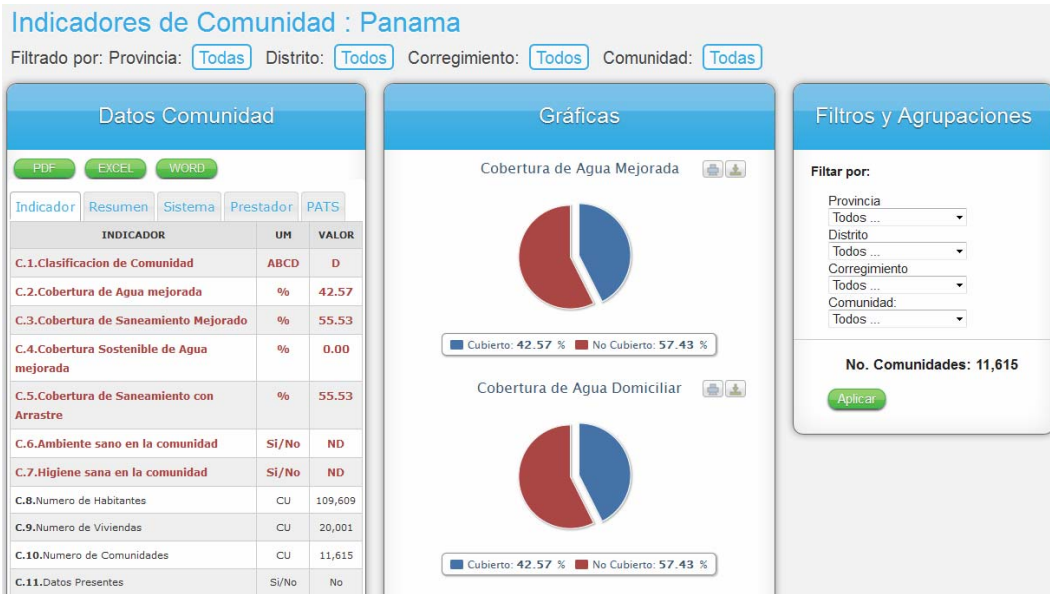 Indicadores de Comunidad : Panama
Filtrado por: Provincia: Todas Distrito: Todos Corregimiento: Todos Comunidad: Todas
Datos Comunidad
PDF EXCEL WORD
Indicador Resumen Sistema Prestador PATS
INDICADOR UM VALOR
C.1.Clasificacion de Comunidad ABCD D
C.2.Cobertura de Agua mejorada % 42.57
C.3.Cobertura de Saneamiento Mejorado % 55.53
C.4.Cobertura Sostenible de Agua
mejorada % 0.00
C.5.Cobertura de Saneamiento con
Arrastre % 55.53
C.6.Ambiente sano en la comunidad Si/No ND
C.7.Higiene sana en la comunidad Si/No ND
C.8.Numero de Habitantes CU 109,609
C.9.Numero de Viviendas CU 20,001
C.10.Numero de Comunidades CU 11,615
C.11.Datos Presentes Si/No No
Gráficas
Cobertura de Agua Mejorada
Cubierto: 42.57 % No Cubierto: 57.43 %
Cobertura de Agua Domiciliar
Cubierto: 42.57 % No Cubierto: 57.43 %
Filtros y Agrupaciones
Filtar por:
Provincia
Todos ...
Distrito
Todos ...
Corregimiento
Todos ...
Comunidad:
Todos ...
No. Comunidades: 11,615
Aplicar